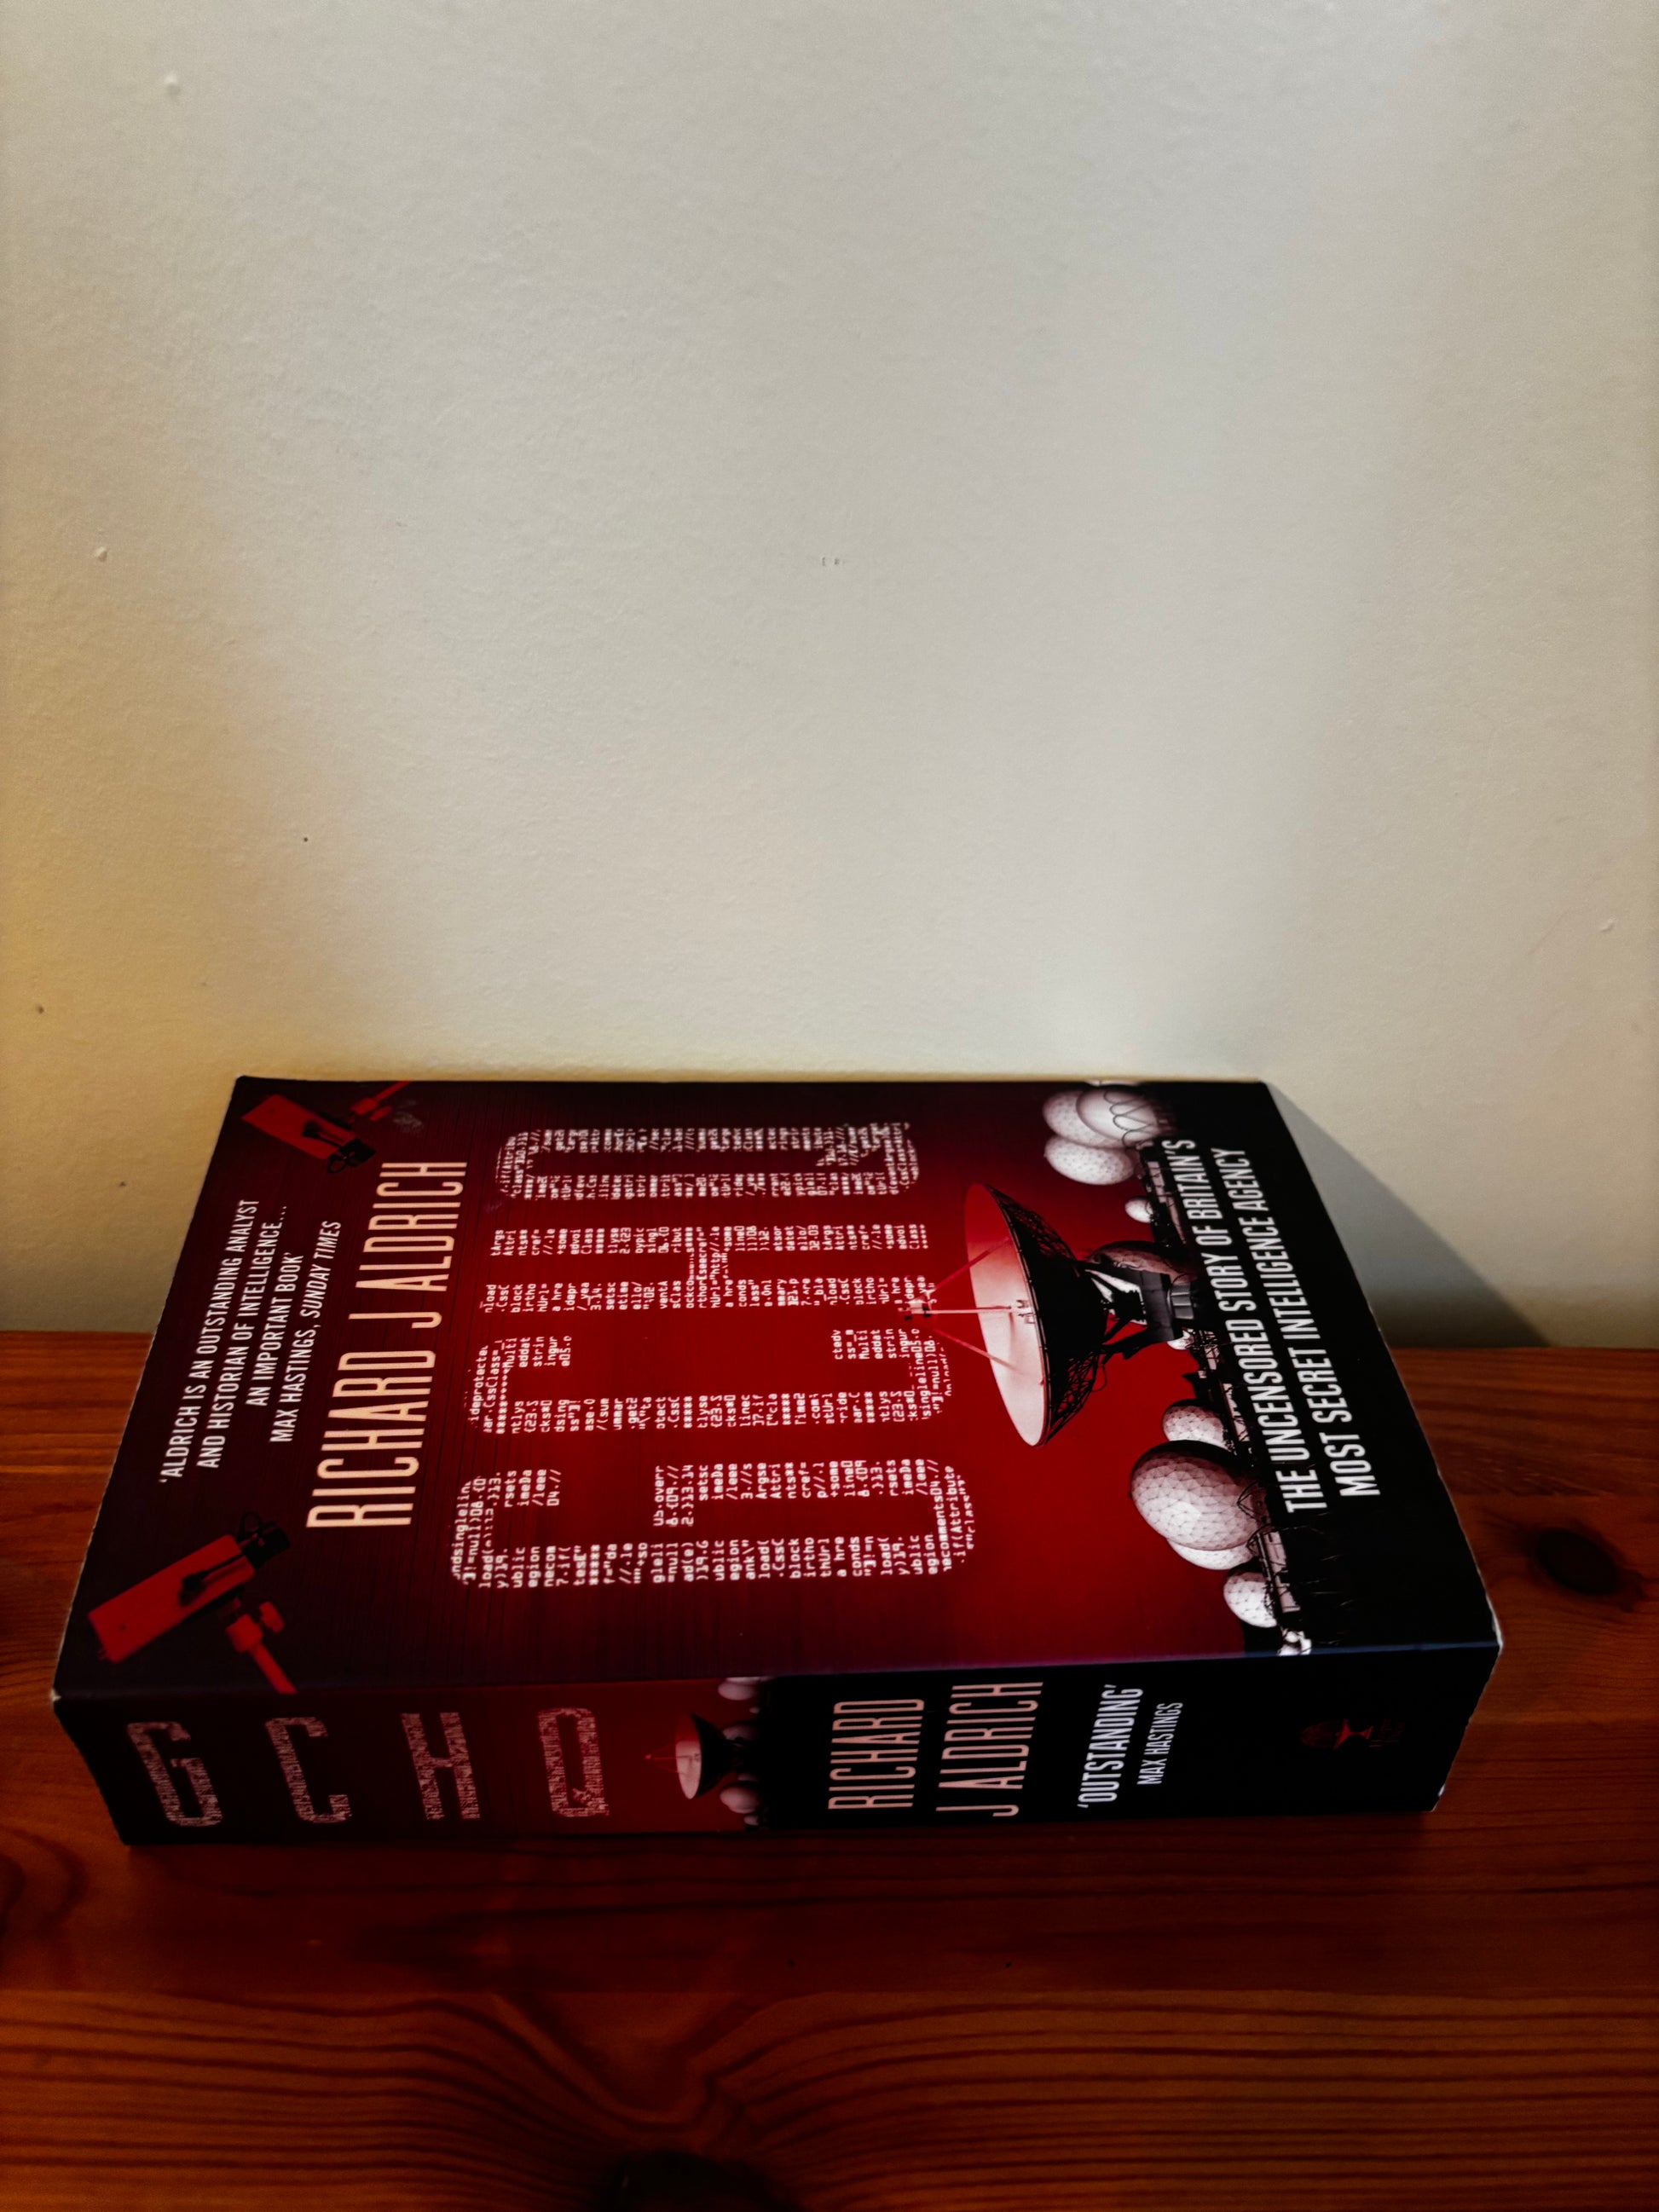 'ALDRICH IS AN OUTSTANDING ANALYST
AND HISTORIAN OF INTELLIGENCE...
AN IMPORTANT BOOK'
MAX HASTINGS, SUNDAY TIMES
RICHARD J ALDRICH
GCHQ
THE UNCENSORED STORY OF BRITAIN'S
MOST SECRET INTELLIGENCE AGENCY
GCHQ
RICHARD
J ALDRICH
'OUTSTANDING'
MAX HASTINGS